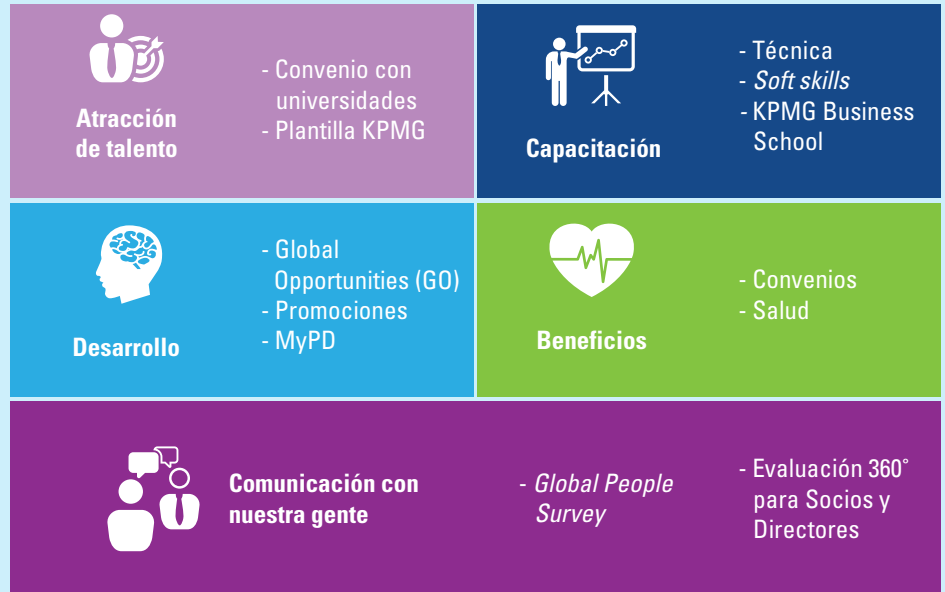 Atracción
de talento
- Convenio con
universidades
- Plantilla KPMG
Capacitación
- Técnica
- Soft skills
- KPMG Business
School
Desarrollo
- Global
Opportunities (GO)
- Promociones
- MyPD
Beneficios
- Convenios
- Salud
Comunicación con
nuestra gente
- Global People
Survey
- Evaluación 360°
para Socios y
Directores